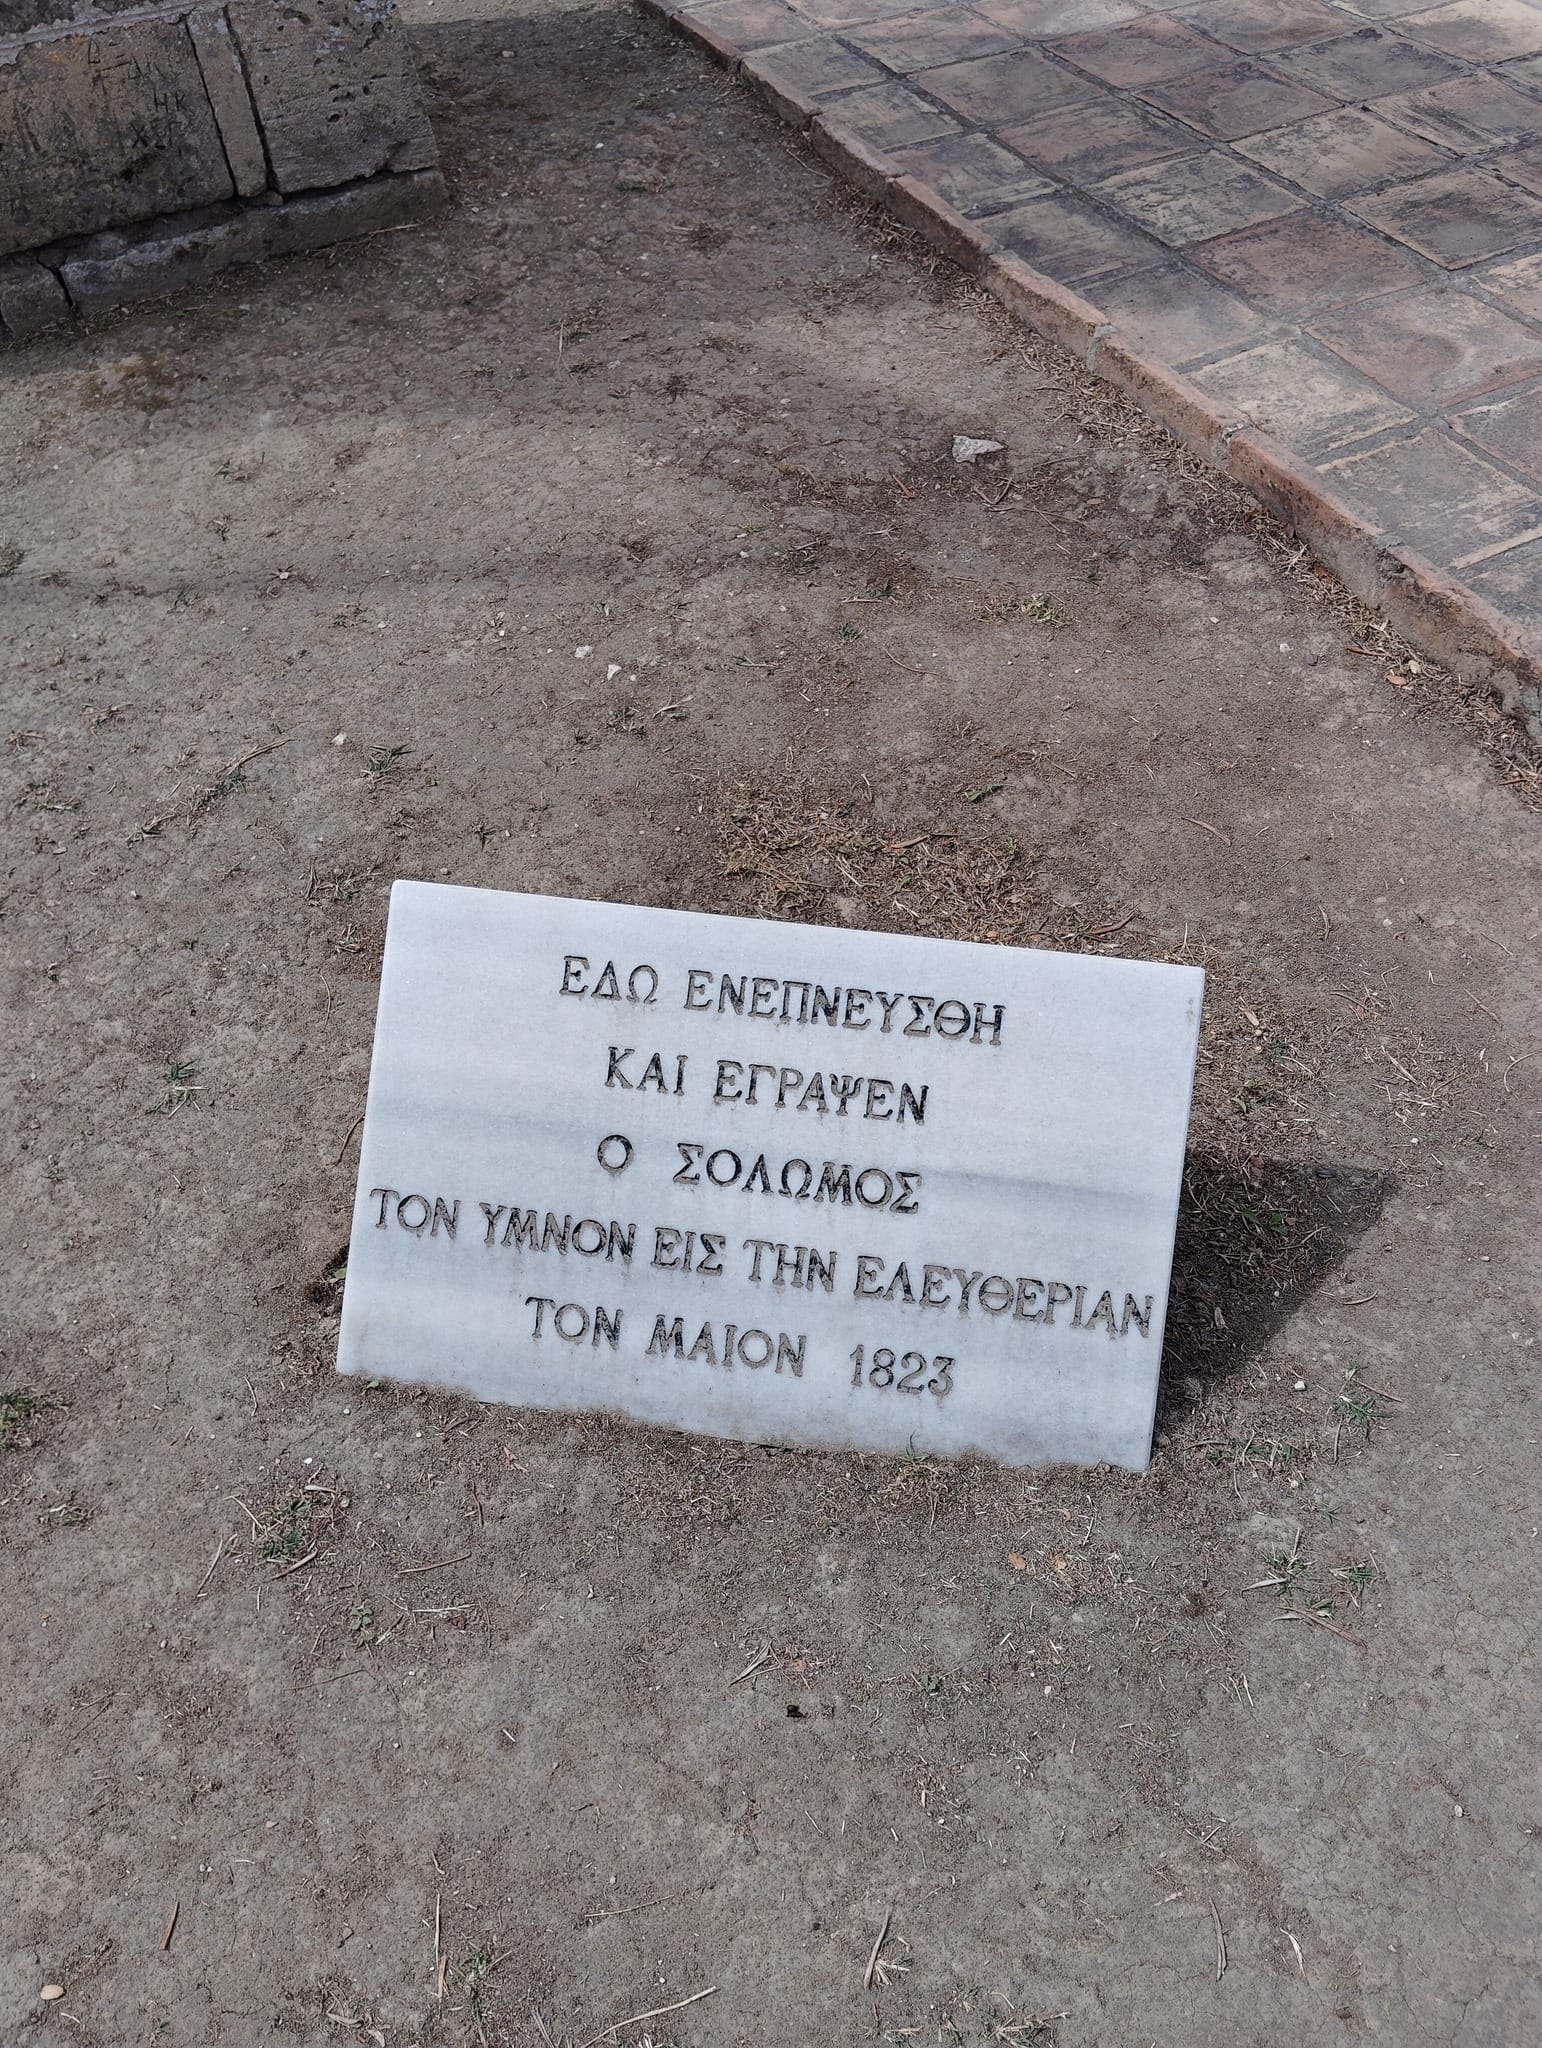 ΕΔΩ ΕΝΕΠΝΕΥΣΘΗ
ΚΑΙ ΕΓΡΑΨΕΝ
Ο ΣΟΛΩΜΟΣ
ΤΟΝ ΥΜΝΟΝ ΕΙΣ ΤΗΝ ΕΛΕΥΘΕΡΙΑΝ
ΤΟΝ ΜΑΙΟΝ 1823